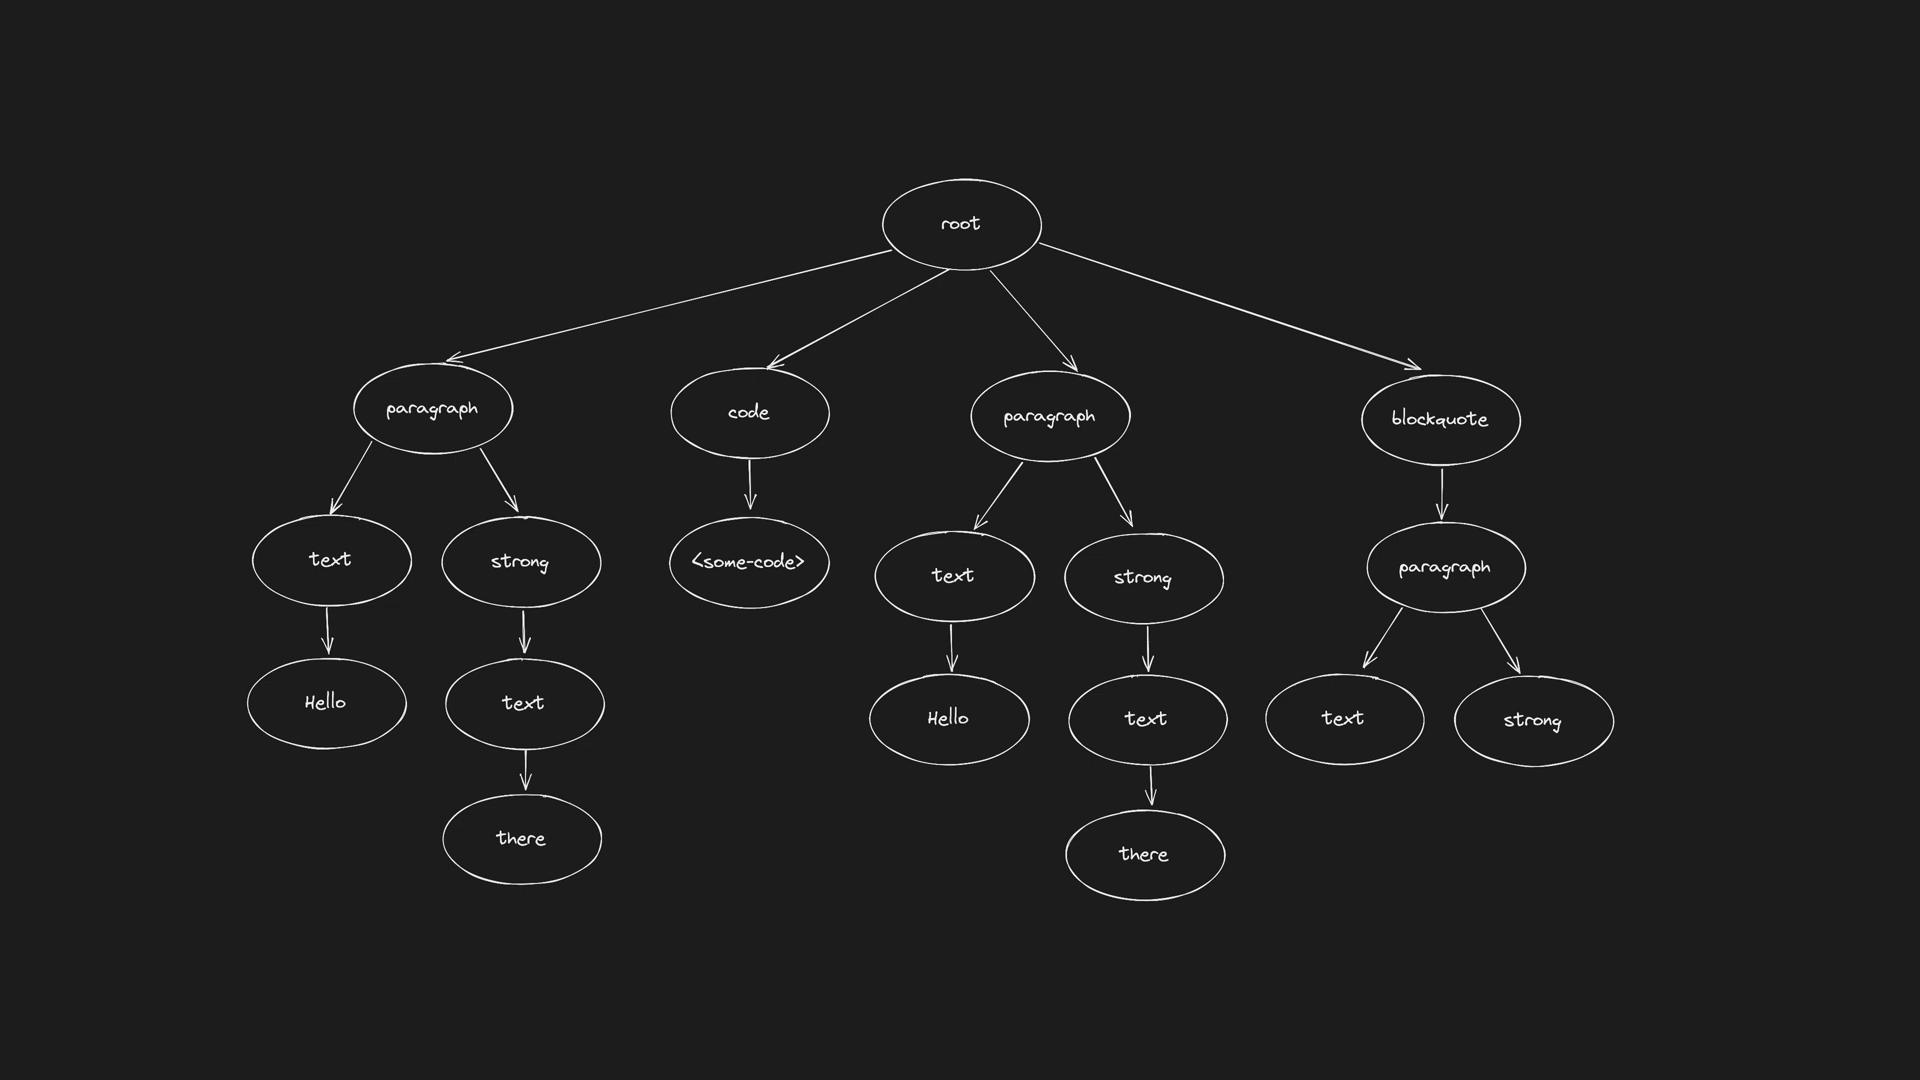 root
paragraph
code
paragraph
blockquote
text
strong
<some-code>
text
strong
paragraph
Hello
text
Hello
text
text
strong
there
there